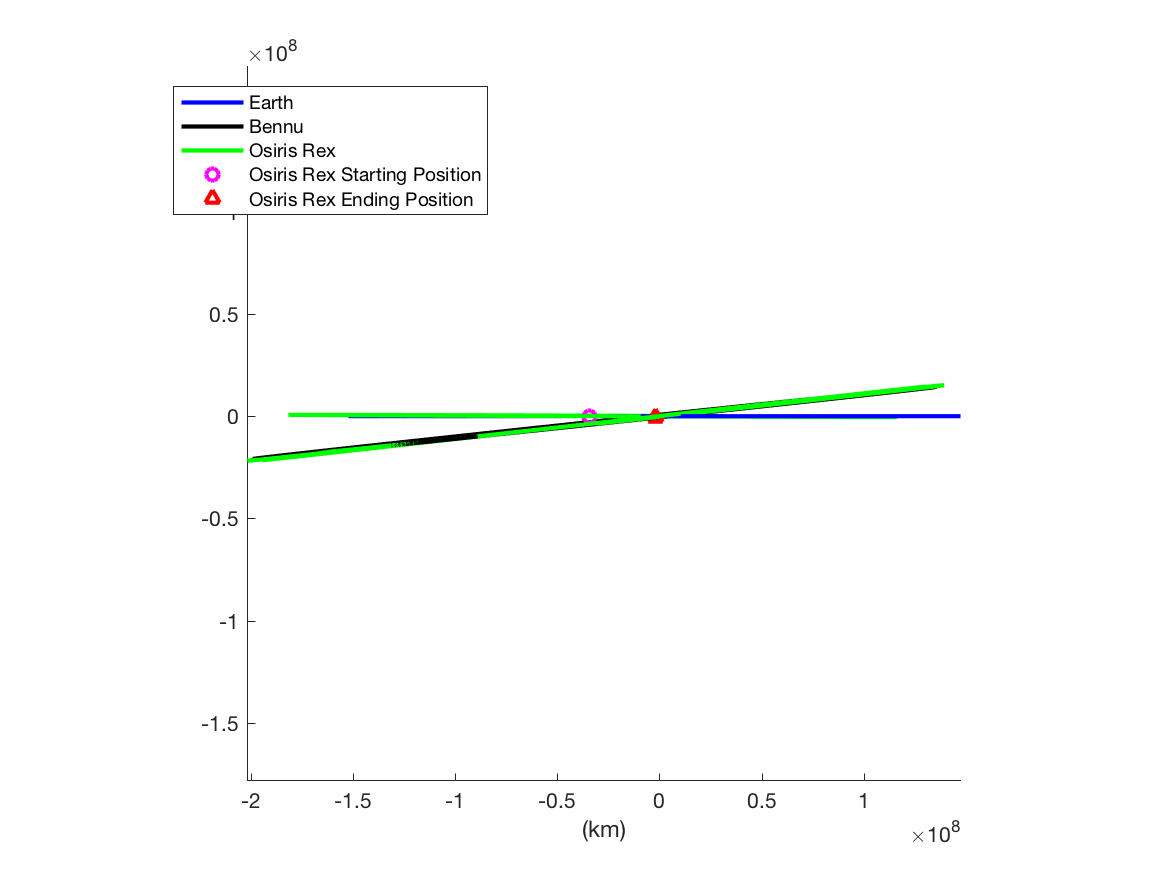 ×10^8
Earth
Bennu
Osiris Rex
Osiris Rex Starting Position
Osiris Rex Ending Position
0.5
0
-0.5
-1
-1.5
-2 -1.5 -1 -0.5 0 0.5 1
(km)
×10^8